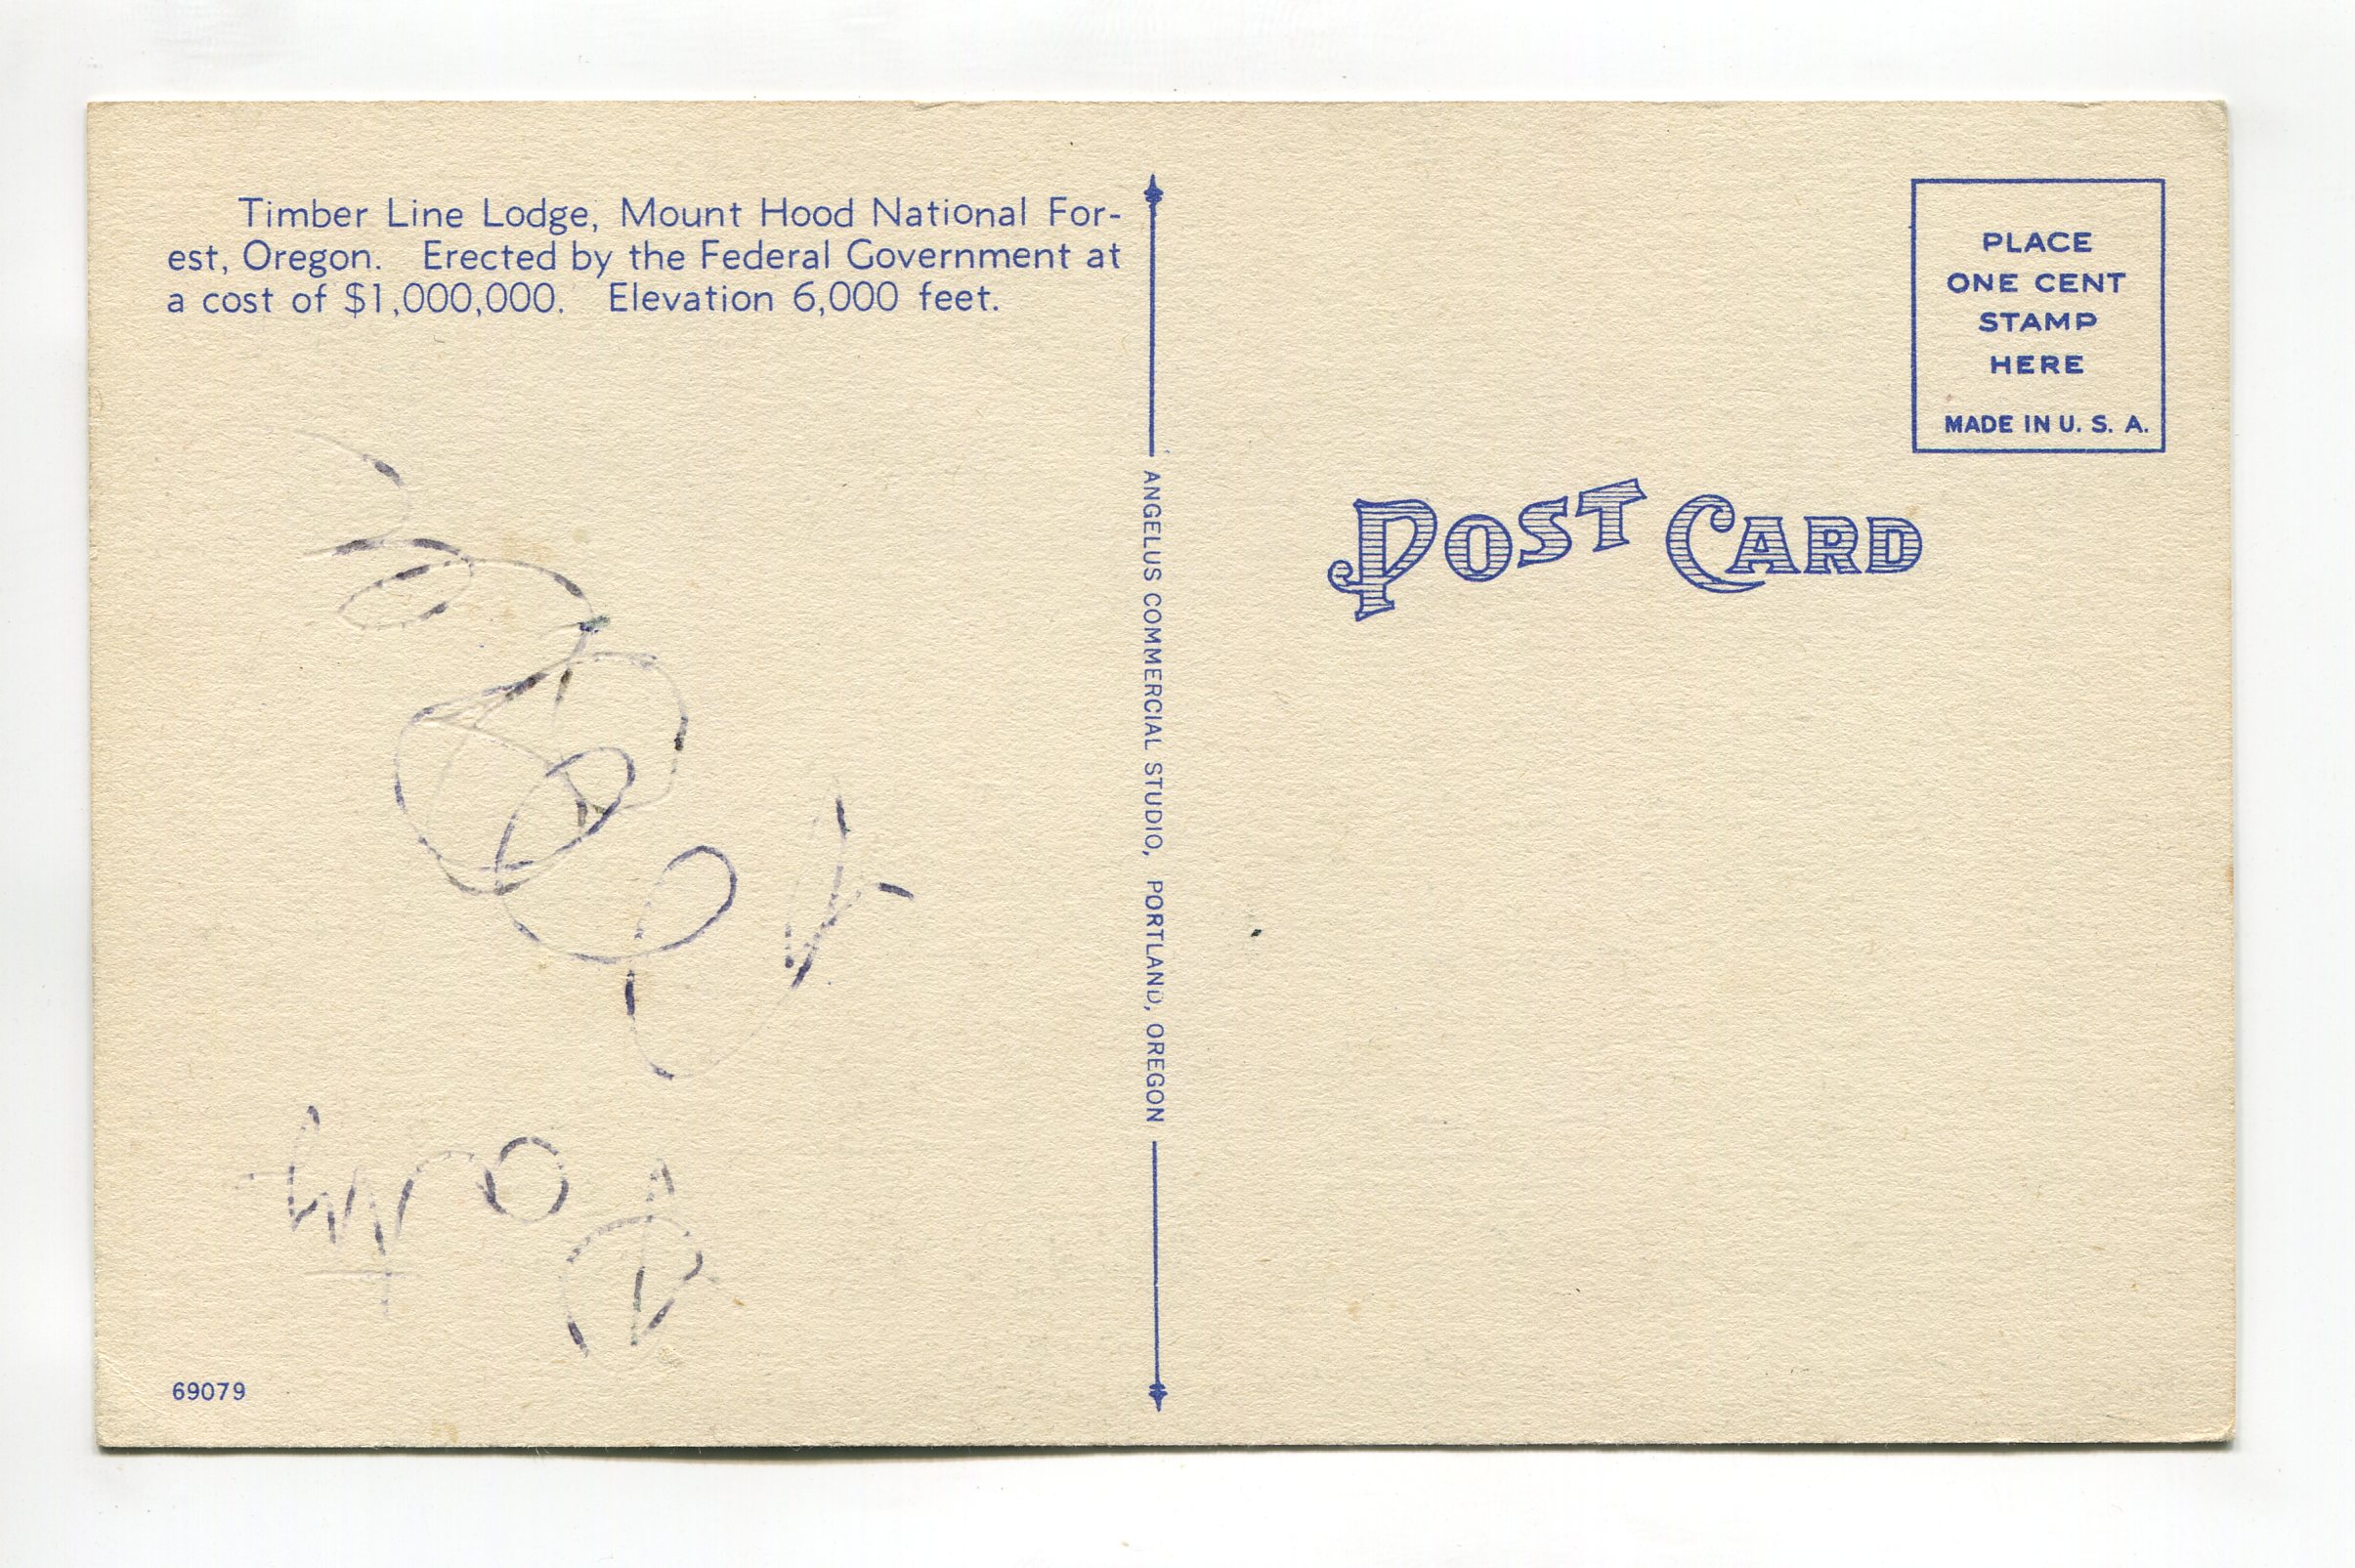 Timber Line Lodge, Mount Hood National For-
est, Oregon. Erected by the Federal Government at
a cost of $1,000,000. Elevation 6,000 feet.
69079
ANGELUS COMMERCIAL STUDIO, PORTLAND, OREGON
PLACE
ONE CENT
STAMP
HERE
MADE IN U. S. A.
POST CARD